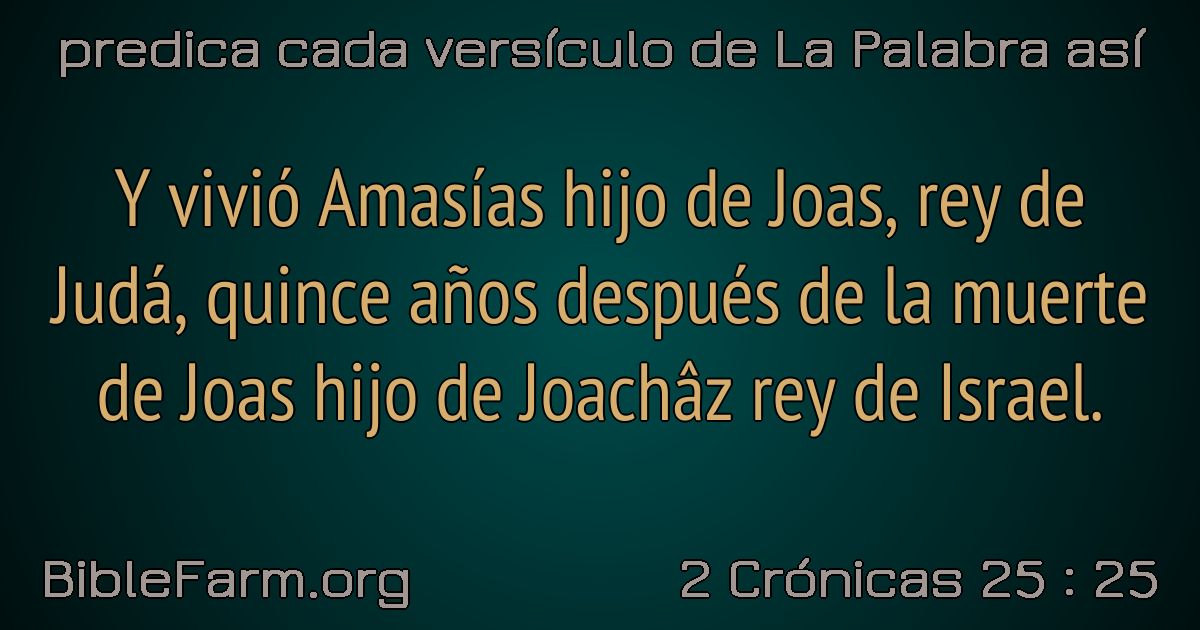 predica cada versículo de La Palabra así
Y vivió Amasías hijo de Joas, rey de
Judá, quince años después de la muerte
de Joas hijo de Joachâz rey de Israel.
BibleFarm.org
2 Crónicas 25 : 25